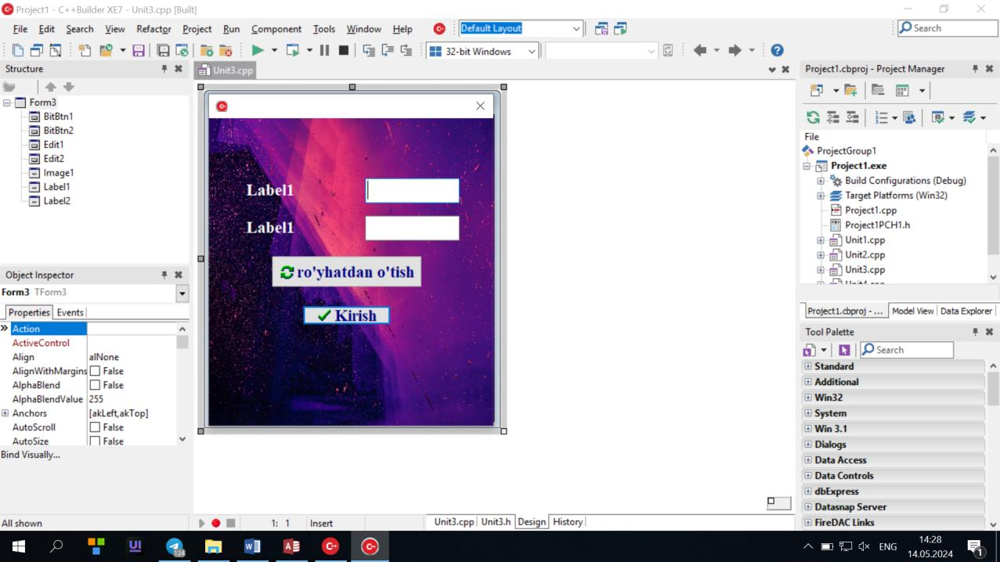 Project1 - C++Builder XE7 - Unit3.cpp [Built]
File Edit Search View Refactor Project Run Component Tools Window Help
Default Layout
Search
32-bit Windows
Structure
Form3
BitBtn1
BitBtn2
Edit1
Edit2
Image1
Label1
Label2
Object Inspector
Form3 TForm3
Properties Events
Action
ActiveControl
Align alNone
AlignWithMargins False
AlphaBlend False
AlphaBlendValue 255
Anchors [akLeft,akTop]
AutoScroll False
AutoSize False
Bind Visually...
All shown
Unit3.cpp
Label1
Label1
ro'yhatdan o'tish
Kirish
1: 1 Insert
Unit3.cpp Unit3.h Design History
Project1.cbproj - Project Manager
File
ProjectGroup1
Project1.exe
Build Configurations (Debug)
Target Platforms (Win32)
Project1.cpp
Project1PCH1.h
Unit1.cpp
Unit2.cpp
Unit3.cpp
Project1.cbproj - ... Model View Data Explorer
Tool Palette
Search
Standard
Additional
Win32
System
Win 3.1
Dialogs
Data Access
Data Controls
dbExpress
Datasnap Server
FireDAC Links
UI
124
ENG
14:28
14.05.2024
1